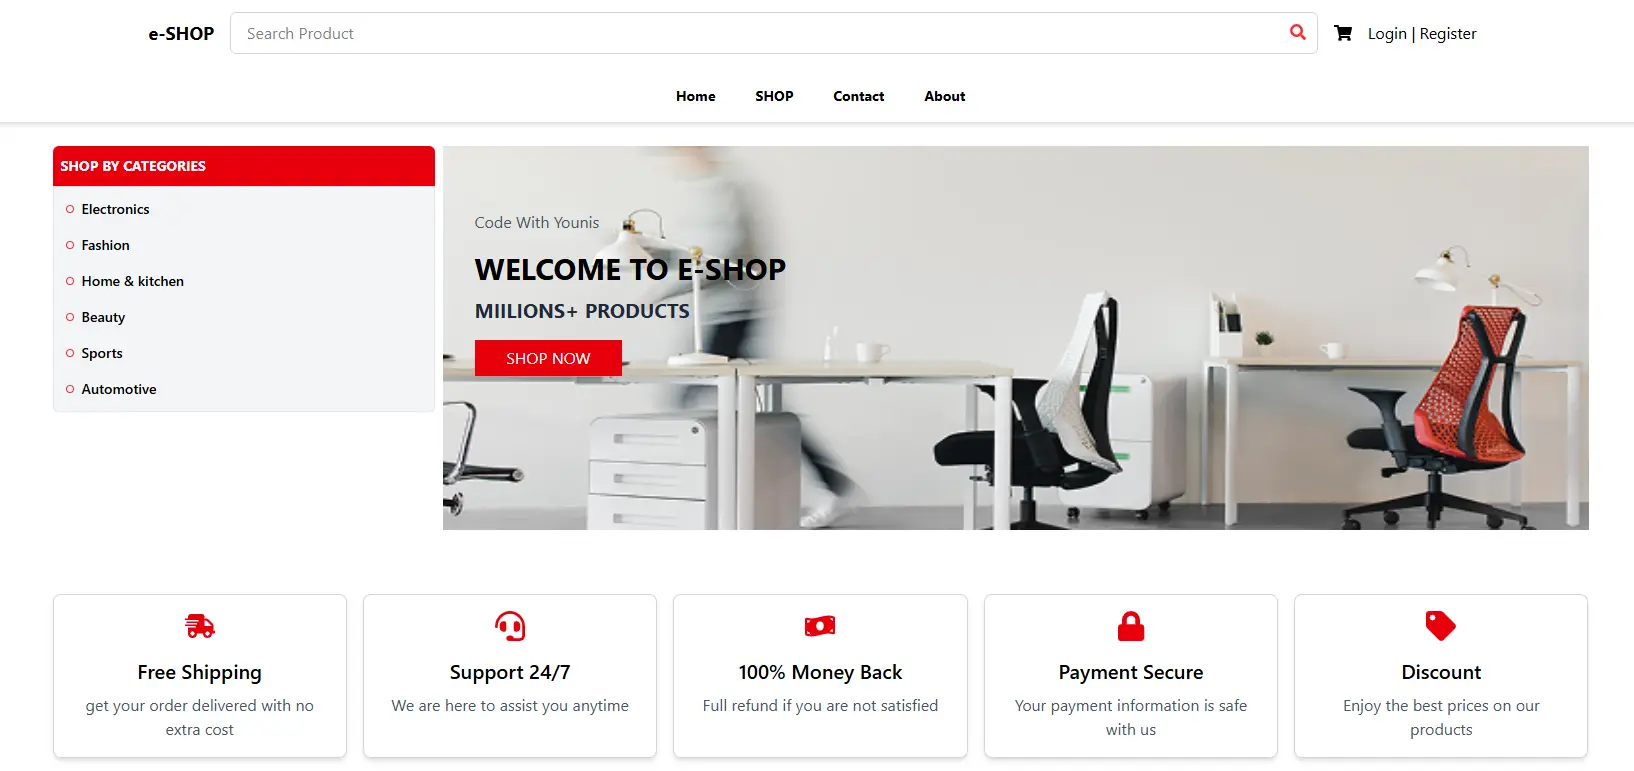 e-SHOP
Search Product
Login | Register
Home
SHOP
Contact
About
SHOP BY CATEGORIES
Electronics
Fashion
Home & kitchen
Beauty
Sports
Automotive
Code With Younis
WELCOME TO E-SHOP
MIILIONS+ PRODUCTS
SHOP NOW
Free Shipping
get your order delivered with no
extra cost
Support 24/7
We are here to assist you anytime
100% Money Back
Full refund if you are not satisfied
Payment Secure
Your payment information is safe
with us
Discount
Enjoy the best prices on our
products